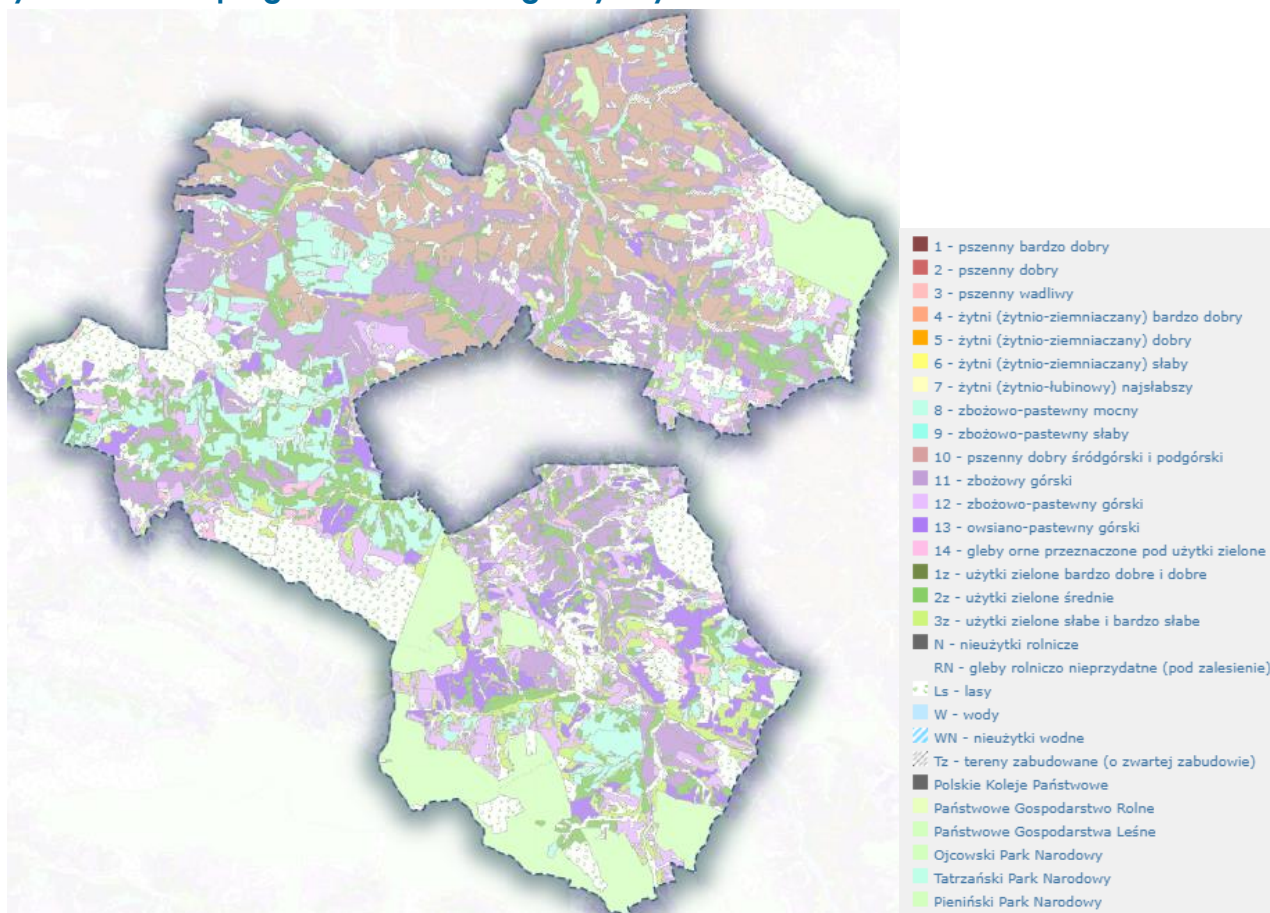 1 - pszenny bardzo dobry
2 - pszenny dobry
3 - pszenny wadliwy
4 - żytni (żytnio-ziemniaczany) bardzo dobry
5 - żytni (żytnio-ziemniaczany) dobry
6 - żytni (żytnio-ziemniaczany) słaby
7 - żytni (żytnio-łubinowy) najsłabszy
8 - zbożowo-pastewny mocny
9 - zbożowo-pastewny słaby
10 - pszenny dobry śródgórski i podgórski
11 - zbożowy górski
12 - zbożowo-pastewny górski
13 - owsiano-pastewny górski
14 - gleby orne przeznaczone pod użytki zielone
1z - użytki zielone bardzo dobre i dobre
2z - użytki zielone średnie
3z - użytki zielone słabe i bardzo słabe
N - nieużytki rolnicze
RN - gleby rolniczo nieprzydatne (pod zalesienie)
Ls - lasy
W - wody
WN - nieużytki wodne
Tz - tereny zabudowane (o zwartej zabudowie)
Polskie Koleje Państwowe
Państwowe Gospodarstwo Rolne
Państwowe Gospodarstwa Leśne
Ojcowski Park Narodowy
Tatrzański Park Narodowy
Pieniński Park Narodowy